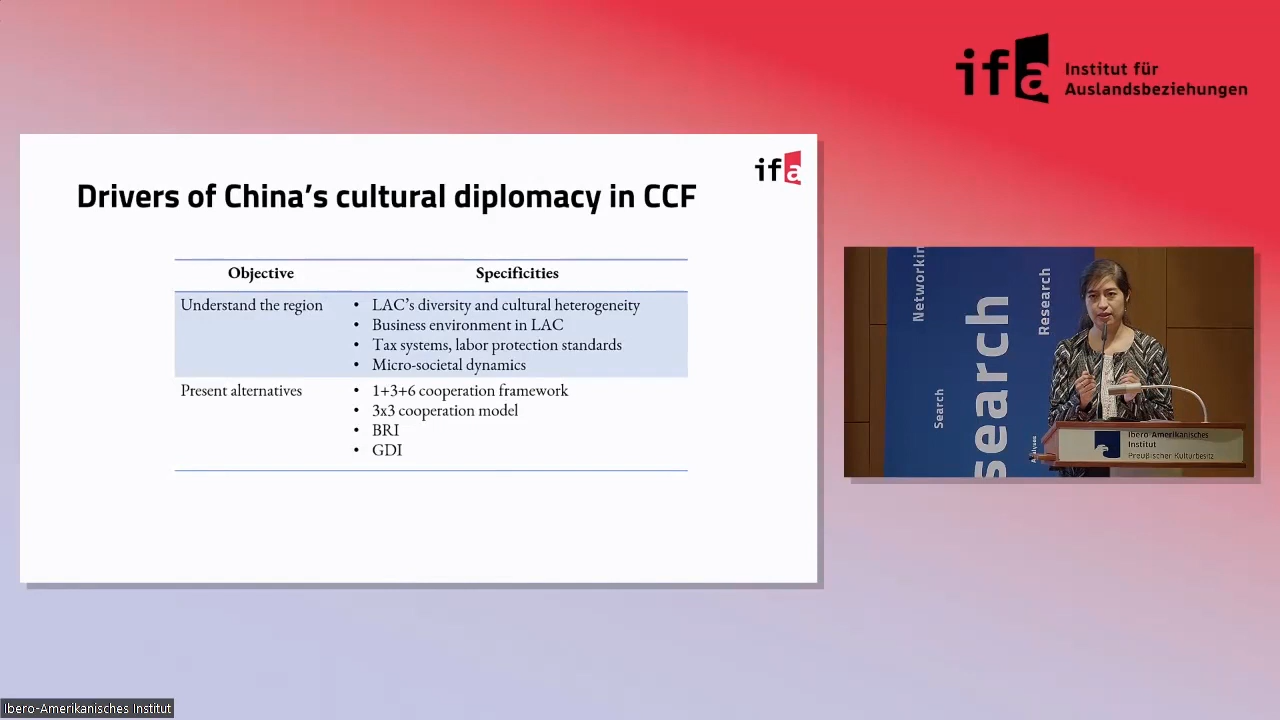 ifa Institut für
Auslandsbeziehungen
ifa
Drivers of China’s cultural diplomacy in CCF
Objective Specificities
Understand the region • LAC’s diversity and cultural heterogeneity
• Business environment in LAC
• Tax systems, labor protection standards
• Micro-societal dynamics
Present alternatives • 1+3+6 cooperation framework
• 3x3 cooperation model
• BRI
• GDI
Networkin
Research
search
Search
Analyses
Ibero-Amerikanisches
Institut
Preußischer Kulturbesitz
Ibero-Amerikanisches Institut